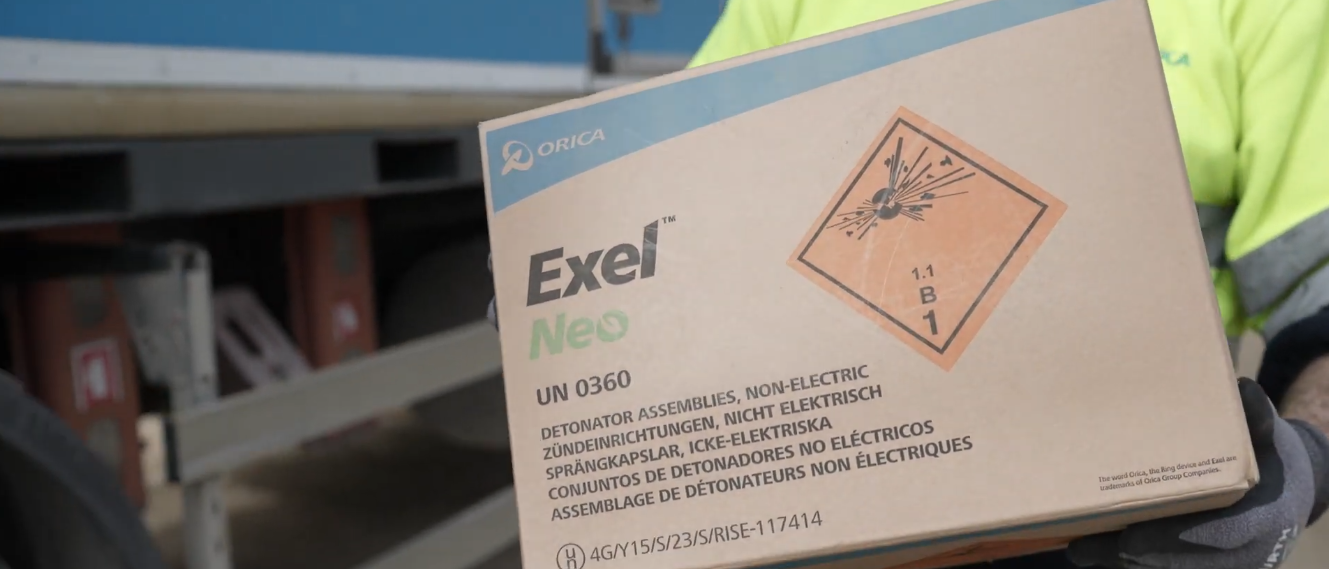 ORICA
Exel™
Neo
UN 0360
DETONATOR ASSEMBLIES, NON-ELECTRIC
ZÜNDEINRICHTUNGEN, NICHT ELEKTRISCH
SPRÄNGKAPSLAR, ICKE-ELEKTRISKA
CONJUNTOS DE DETONADORES NO ELÉCTRICOS
ASSEMBLAGE DE DÉTONATEURS NON ÉLECTRIQUES
un 4G/Y15/S/23/S/RISE-117414
1.1
B
1
The word Orica, the Ring device and Exel are
trademarks of Orica Group Companies.